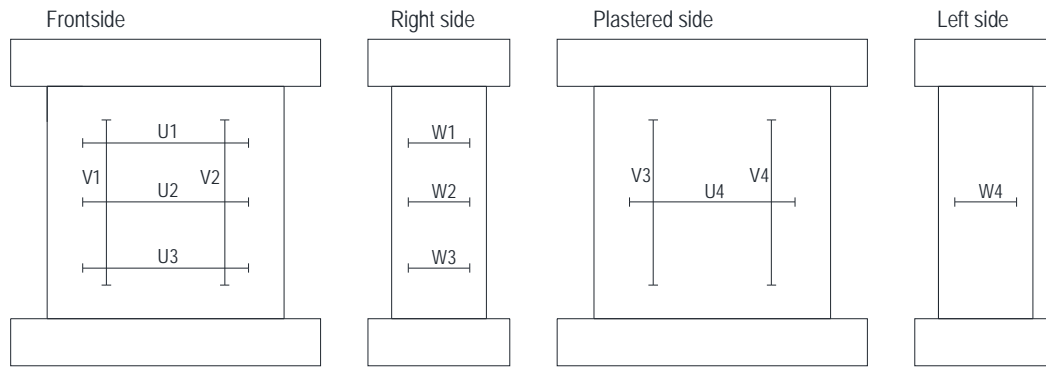 Frontside
Right side
Plastered side
Left side
U1
V1
V2
U2
U3
W1
W2
W3
V3
V4
U4
W4